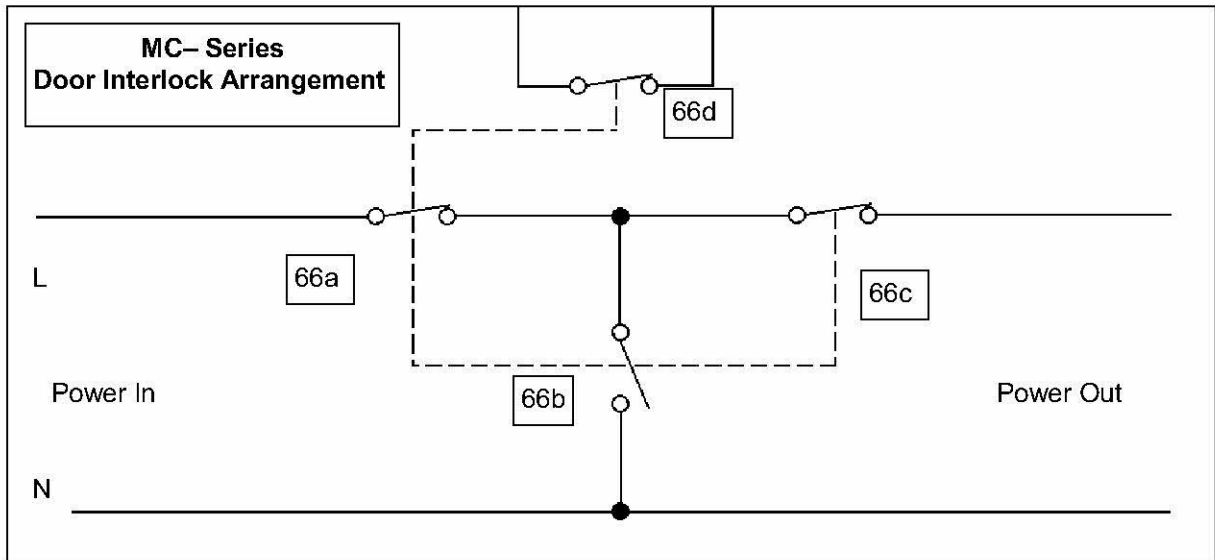 MC– Series
Door Interlock Arrangement
66d
66a
L
66c
Power In
66b
Power Out
N